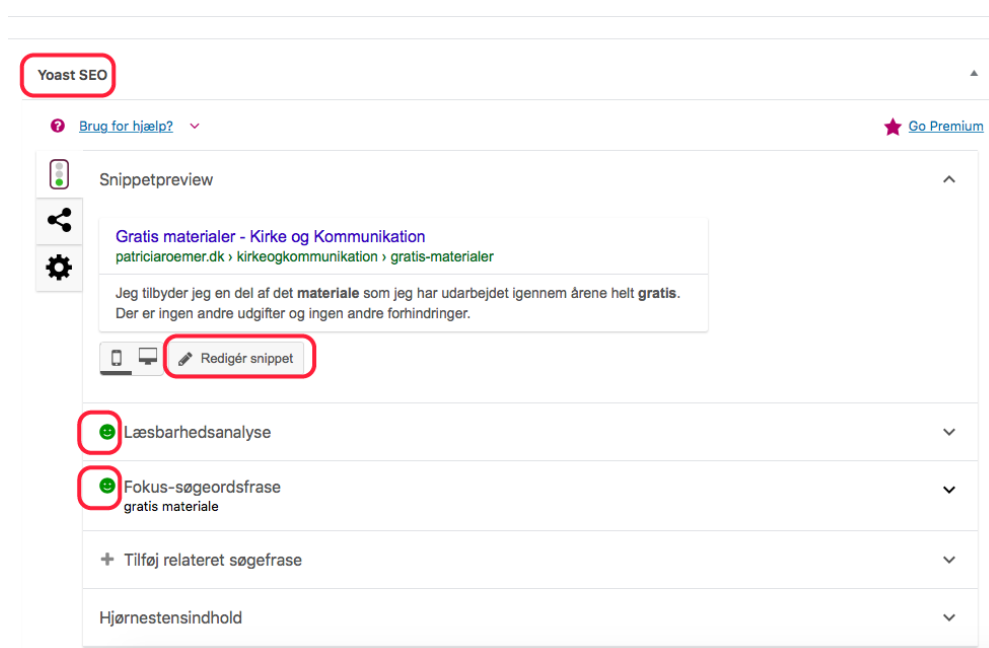 Yoast SEO
Brug for hjælp?
Go Premium
Snippetpreview
Gratis materialer - Kirke og Kommunikation
patriciaroemer.dk › kirkeogkommunikation › gratis-materialer
Jeg tilbyder jeg en del af det materiale som jeg har udarbejdet igennem årene helt gratis.
Der er ingen andre udgifter og ingen andre forhindringer.
Redigér snippet
Læsbarhedsanalyse
Fokus-søgeordsfrase
gratis materiale
Tilføj relateret søgefrase
Hjørnestensindhold